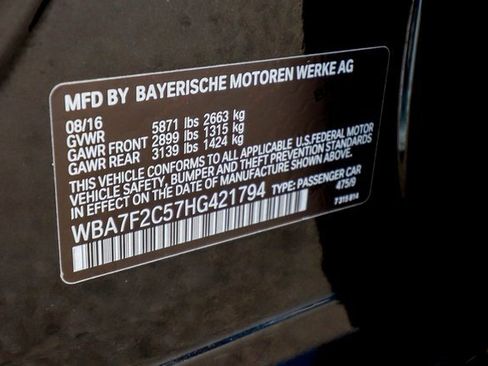 MFD BY BAYERISCHE MOTOREN WERKE AG
08/16
GVWR 5871 lbs 2663 kg
GAWR FRONT 2899 lbs 1315 kg
GAWR REAR 3139 lbs 1424 kg
THIS VEHICLE CONFORMS TO ALL APPLICABLE U.S.FEDERAL MOTOR
VEHICLE SAFETY, BUMPER, AND THEFT PREVENTION STANDARDS
IN EFFECT ON THE DATE OF MANUFACTURE SHOWN ABOVE.
WBA7F2C57HG421794 TYPE: PASSENGER CAR
475/9
7 315 814